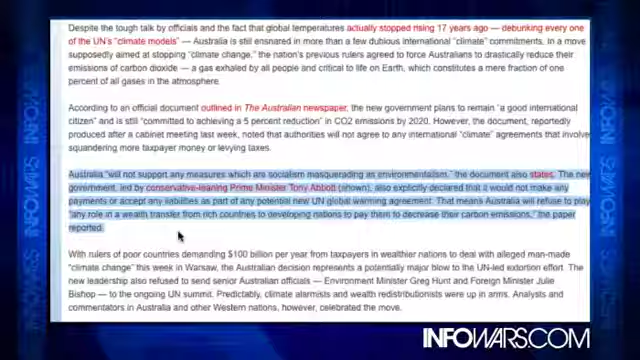 Despite the tough talk by officials and the fact that global temperatures actually stopped rising 17 years ago — debunking every one
of the UN's "climate models" — Australia is still ensnared in more than a few dubious international "climate" commitments. In a move
supposedly aimed at stopping "climate change," the nation's previous rulers agreed to force Australians to drastically reduce their
emissions of carbon dioxide — a gas exhaled by all people and critical to life on Earth, which constitutes a mere fraction of one
percent of all gases in the atmosphere.
According to an official document outlined in The Australian newspaper, the new government plans to remain "a good international
citizen" and is still "committed to achieving a 5 percent reduction" in CO2 emissions by 2020. However, the document, reportedly
produced after a cabinet meeting last week, noted that authorities will not agree to any international "climate" agreements that involve
squandering more taxpayer money or levying taxes.
Australia "will not support any measures which are socialism masquerading as environmentalism," the document also states. The new
government, led by conservative-leaning Prime Minister Tony Abbott (shown), also explicitly declared that it would not make any
payments or accept any liabilities as part of any potential new UN global warming agreement. That means Australia will refuse to play
"any role in a wealth transfer from rich countries to developing nations to pay them to decrease their carbon emissions," the paper
reported.
With rulers of poor countries demanding $100 billion per year from taxpayers in wealthier nations to deal with alleged man-made
"climate change" this week in Warsaw, the Australian decision represents a potentially major blow to the UN-led extortion effort. The
new leadership also refused to send senior Australian officials — Environment Minister Greg Hunt and Foreign Minister Julie
Bishop — to the ongoing UN summit. Predictably, climate alarmists and wealth redistributionists were up in arms. Analysts and
commentators in Australia and other Western nations, however, celebrated the move.
INFOWARS.COM